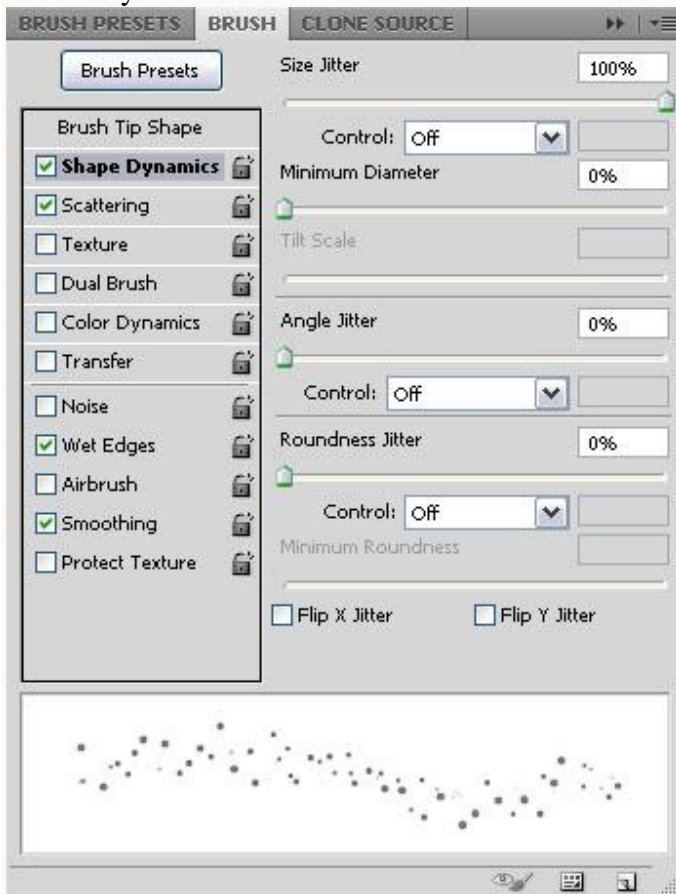 BRUSH PRESETS BRUSH CLONE SOURCE
Brush Presets
Brush Tip Shape
Shape Dynamics
Scattering
Texture
Dual Brush
Color Dynamics
Transfer
Noise
Wet Edges
Airbrush
Smoothing
Protect Texture
Size Jitter 100%
Control: Off
Minimum Diameter 0%
Tilt Scale
Angle Jitter 0%
Control: Off
Roundness Jitter 0%
Control: Off
Minimum Roundness
Flip X Jitter Flip Y Jitter